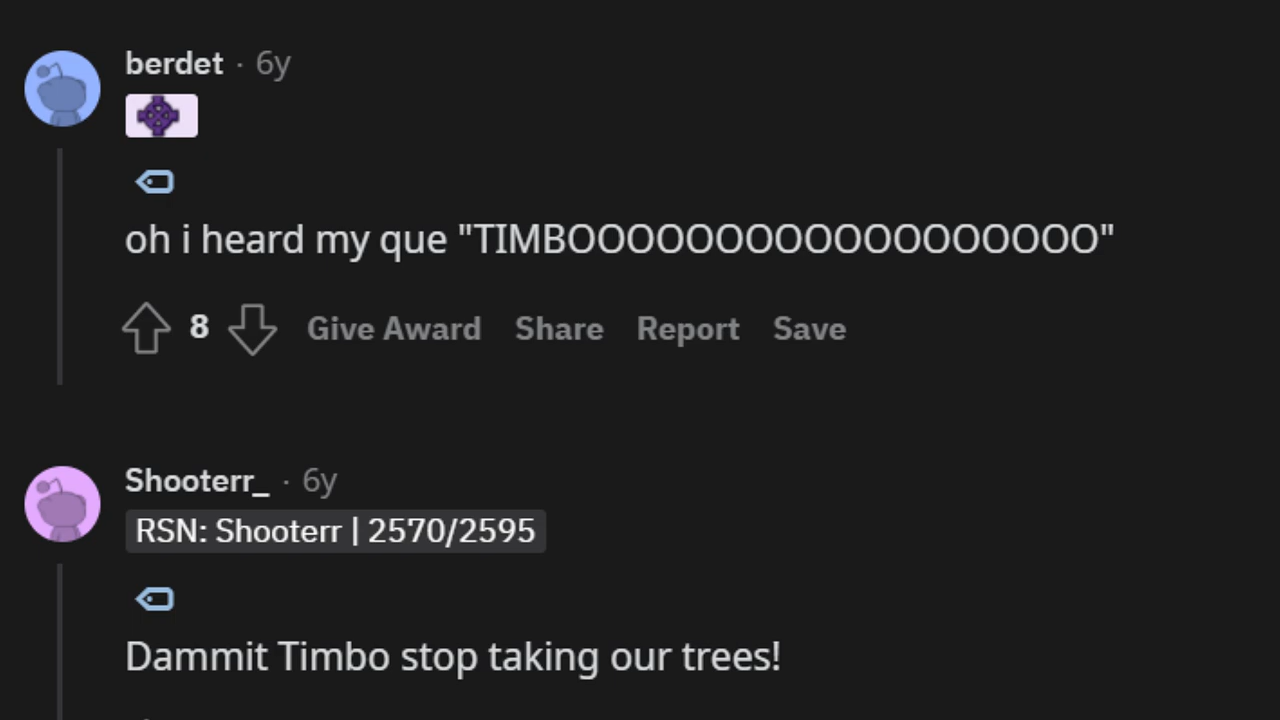 berdet · 6y
oh i heard my que "TIMBOOOOOOOOOOOOOOOOOO"
8 Give Award Share Report Save
Shooterr_ · 6y
RSN: Shooterr | 2570/2595
Dammit Timbo stop taking our trees!